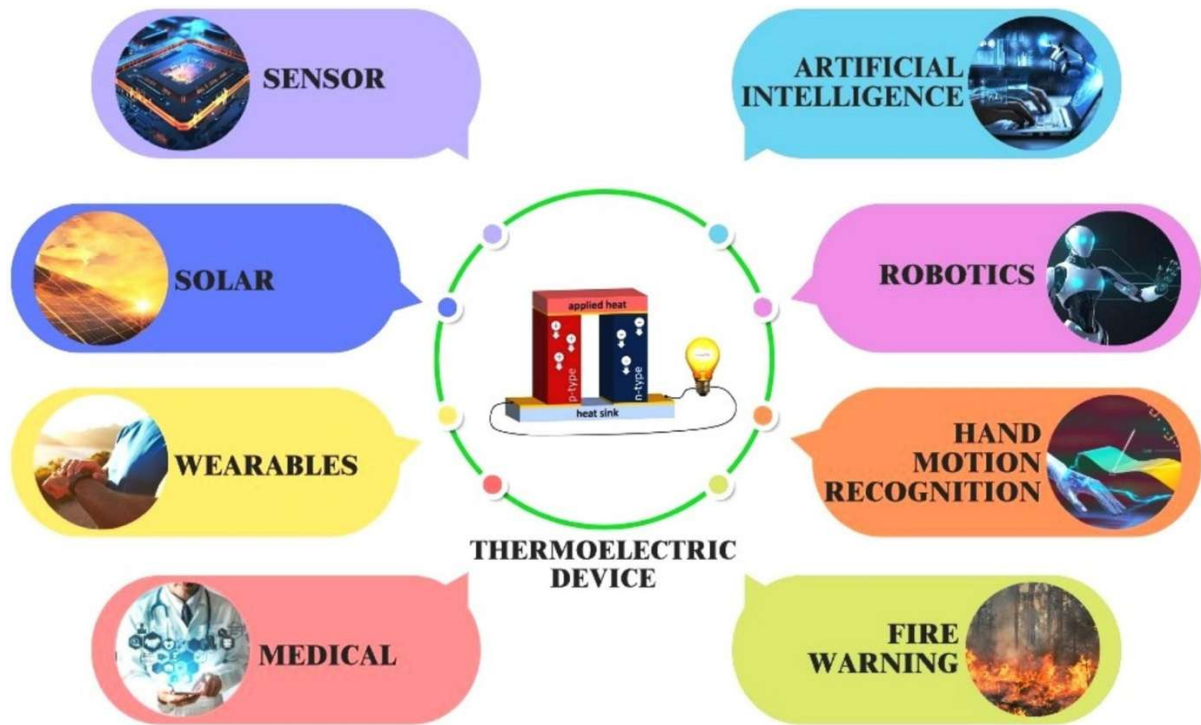 SENSOR
ARTIFICIAL
INTELLIGENCE
SOLAR
ROBOTICS
applied heat
p-type
n-type
heat sink
WEARABLES
HAND
MOTION
RECOGNITION
THERMOELECTRIC
DEVICE
MEDICAL
FIRE
WARNING